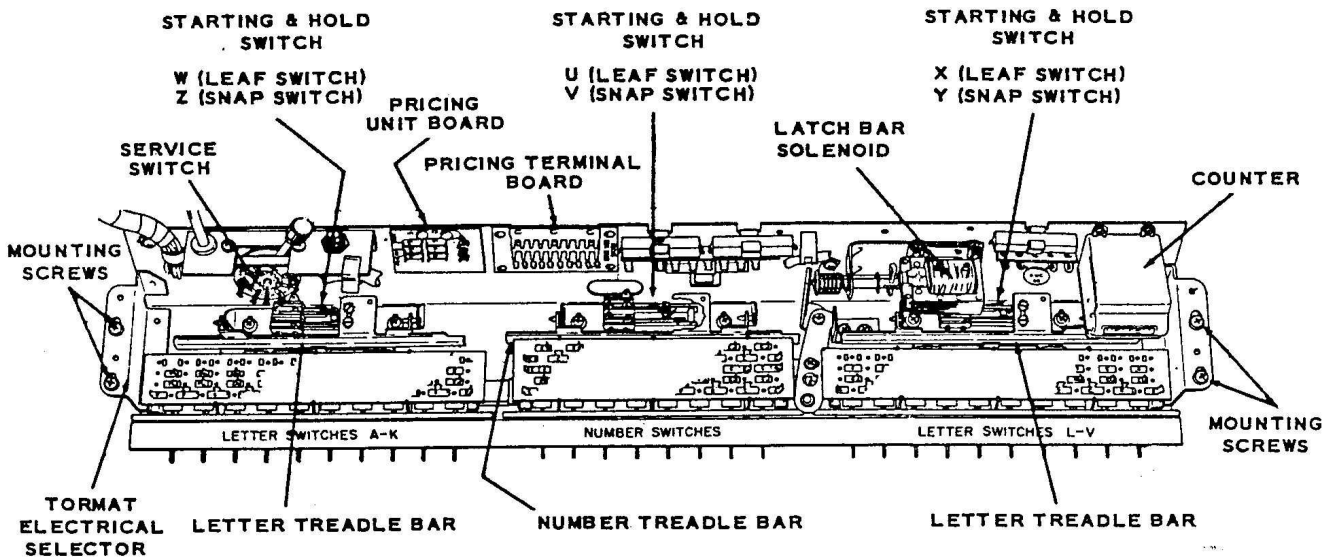 STARTING & HOLD
SWITCH
W (LEAF SWITCH)
Z (SNAP SWITCH)
STARTING & HOLD
SWITCH
U (LEAF SWITCH)
V (SNAP SWITCH)
STARTING & HOLD
SWITCH
X (LEAF SWITCH)
Y (SNAP SWITCH)
PRICING
UNIT BOARD
LATCH BAR
SOLENOID
SERVICE
SWITCH
PRICING TERMINAL
BOARD
COUNTER
MOUNTING
SCREWS
LETTER SWITCHES A-K
NUMBER SWITCHES
LETTER SWITCHES L-V
MOUNTING
SCREWS
TORMAT
ELECTRICAL
SELECTOR
LETTER TREADLE BAR
NUMBER TREADLE BAR
LETTER TREADLE BAR